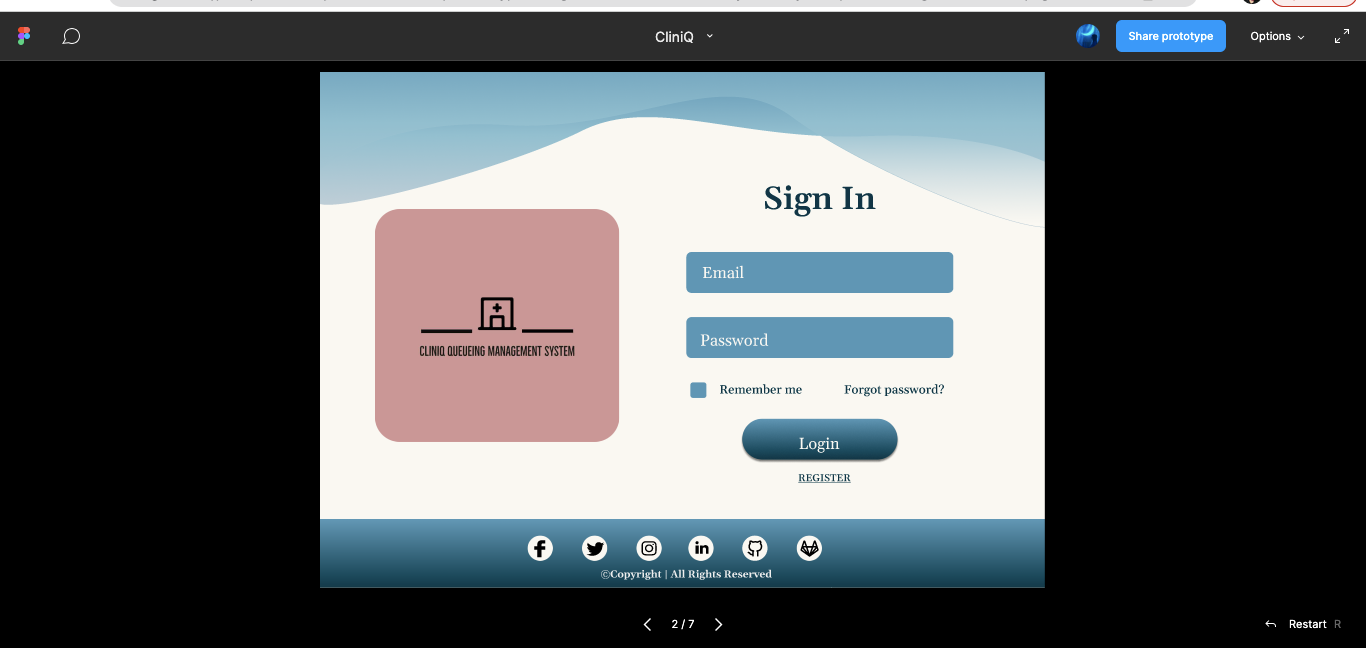 CliniQ
Share prototype
Options
Sign In
Email
Password
Remember me
Forgot password?
Login
REGISTER
CLINIQ QUEUEING MANAGEMENT SYSTEM
©Copyright | All Rights Reserved
2 / 7
Restart R